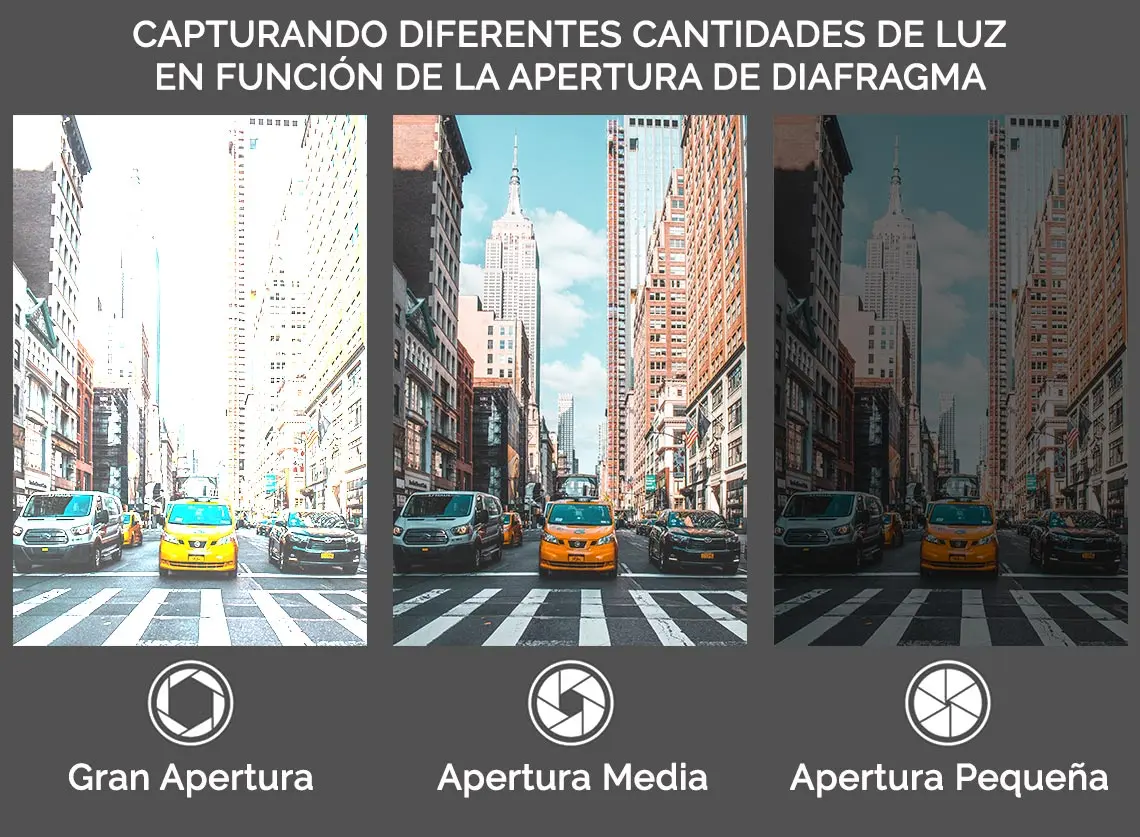 CAPTURANDO DIFERENTES CANTIDADES DE LUZ
EN FUNCIÓN DE LA APERTURA DE DIAFRAGMA
Gran Apertura
Apertura Media
Apertura Pequeña